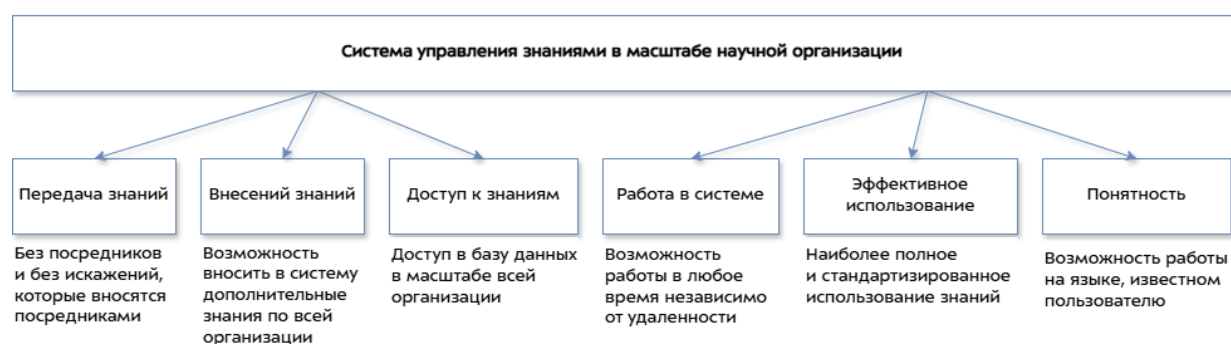 Система управления знаниями в масштабе научной организации
Передача знаний
Без посредников
и без искажений,
которые вносятся
посредниками
Внесений знаний
Возможность
вносить в систему
дополнительные
знания по всей
организации
Доступ к знаниям
Доступ в базу данных
в масштабе всей
организации
Работа в системе
Возможность
работы в любое
время независимо
от удаленности
Эффективное
использование
Наиболее полное
и стандартизированное
использование знаний
Понятность
Возможность работы
на языке, известном
пользователю